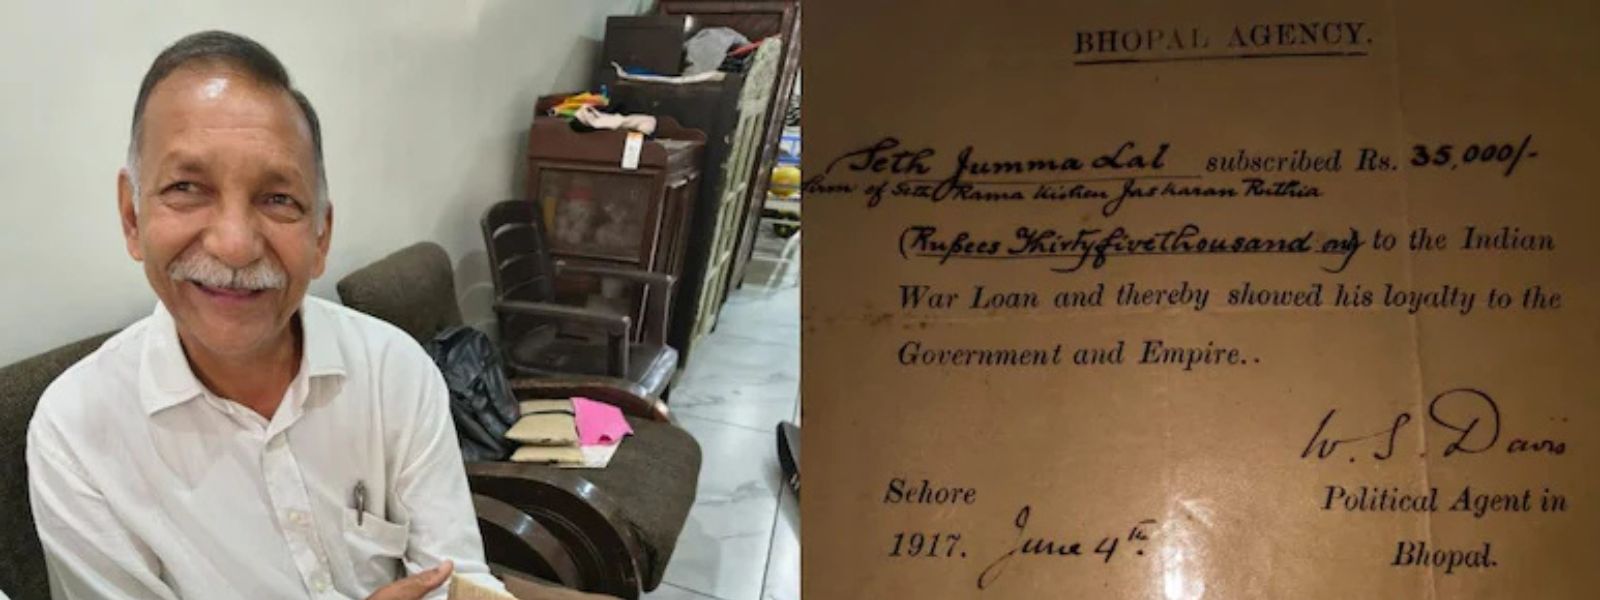 BHOPAL AGENCY.
Seth Jumma Lal subscribed Rs. 35,000/-
firm of Seth Rama Kishen Jaskaran Ruthia
(Rupees Thirtyfivethousand only) to the Indian
War Loan and thereby showed his loyalty to the
Government and Empire..
W. S. Davis
Sehore
Political Agent in
1917. June 4th.
Bhopal.